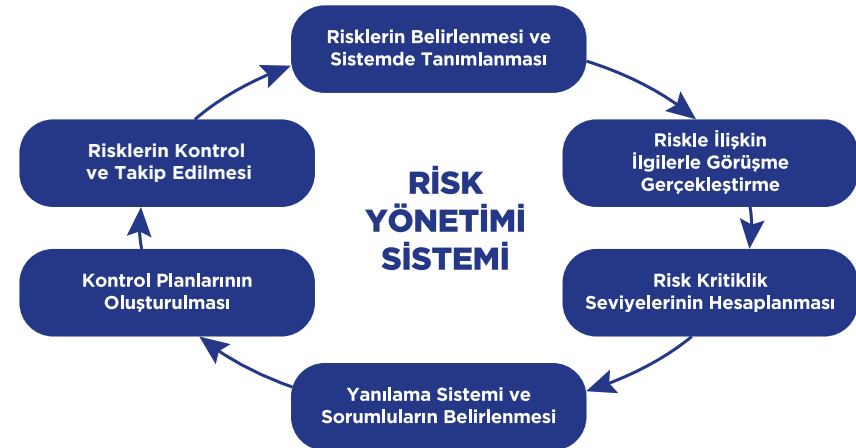 Risklerin Belirlenmesi ve
Sistemde Tanımlanması
Riskle İlişkin
İlgilerle Görüşme
Gerçekleştirme
Risk Kritiklik
Seviyelerinin Hesaplanması
Yanılama Sistemi ve
Sorumluların Belirlenmesi
Kontrol Planlarının
Oluşturulması
Risklerin Kontrol
ve Takip Edilmesi
RİSK
YÖNETİMİ
SİSTEMİ